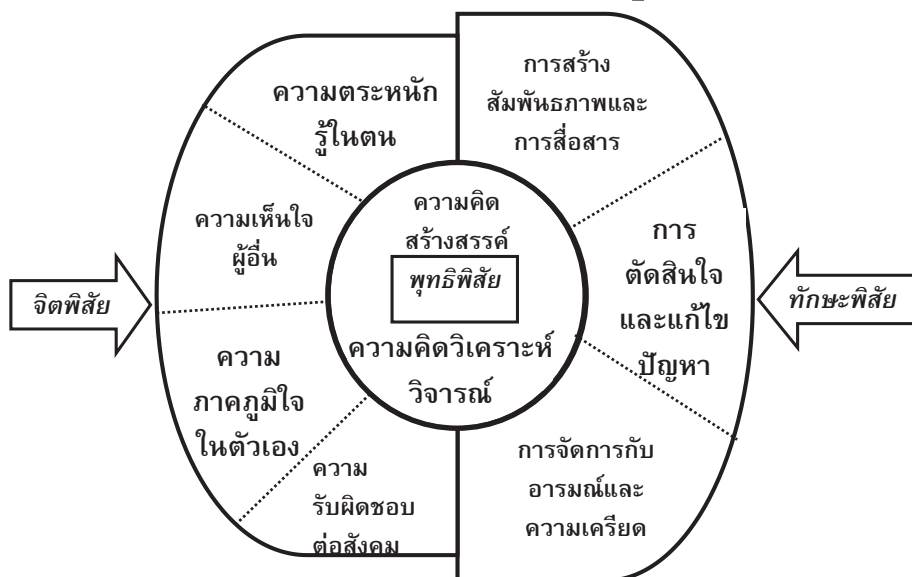 ความตระหนัก
รู้ในตน
การสร้าง
สัมพันธภาพและ
การสื่อสาร
ความเห็นใจ
ผู้อื่น
ความคิด
สร้างสรรค์
พุทธิพิสัย
ความคิดวิเคราะห์
วิจารณ์
การ
ตัดสินใจ
และแก้ไข
ปัญหา
จิตพิสัย
ทักษะพิสัย
ความ
ภาคภูมิใจ
ในตัวเอง
ความ
รับผิดชอบ
ต่อสังคม
การจัดการกับ
อารมณ์และ
ความเครียด